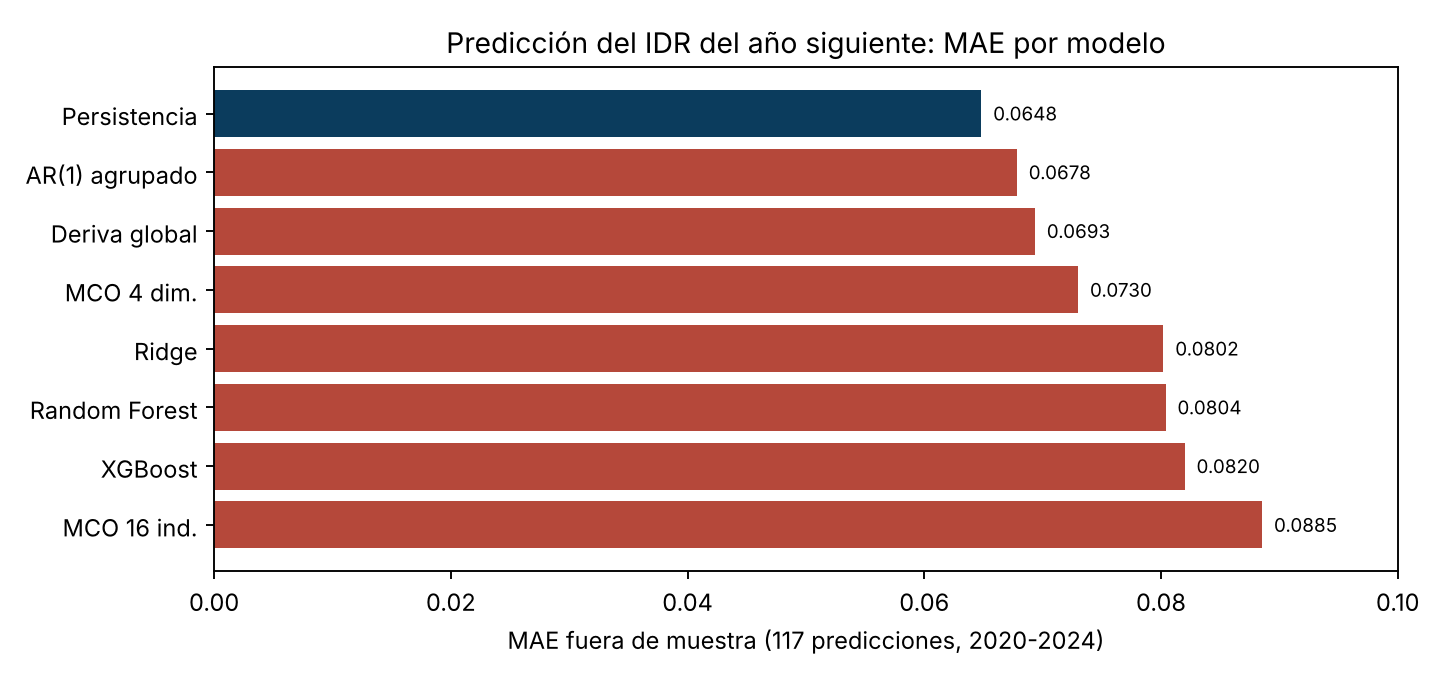 Predicción del IDR del año siguiente: MAE por modelo
Persistencia 0.0648
AR(1) agrupado 0.0678
Deriva global 0.0693
MCO 4 dim. 0.0730
Ridge 0.0802
Random Forest 0.0804
XGBoost 0.0820
MCO 16 ind. 0.0885
0.00 0.02 0.04 0.06 0.08 0.10
MAE fuera de muestra (117 predicciones, 2020-2024)